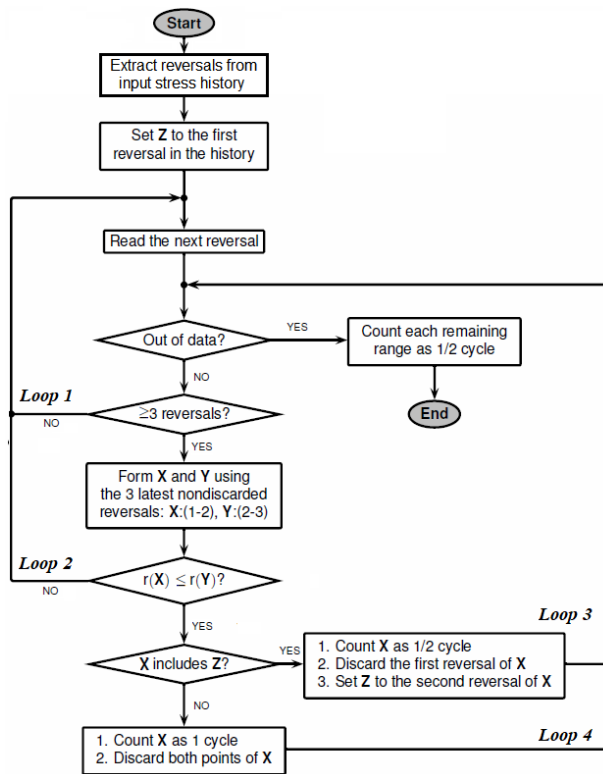 Start
Extract reversals from
input stress history
Set Z to the first
reversal in the history
Read the next reversal
Out of data?
YES
Count each remaining
range as 1/2 cycle
NO
End
Loop 1
≥3 reversals?
NO
YES
Form X and Y using
the 3 latest nondiscarded
reversals: X:(1-2), Y:(2-3)
Loop 2
r(X) ≤ r(Y)?
NO
YES
Loop 3
X includes Z?
YES
1. Count X as 1/2 cycle
2. Discard the first reversal of X
3. Set Z to the second reversal of X
NO
1. Count X as 1 cycle
2. Discard both points of X
Loop 4